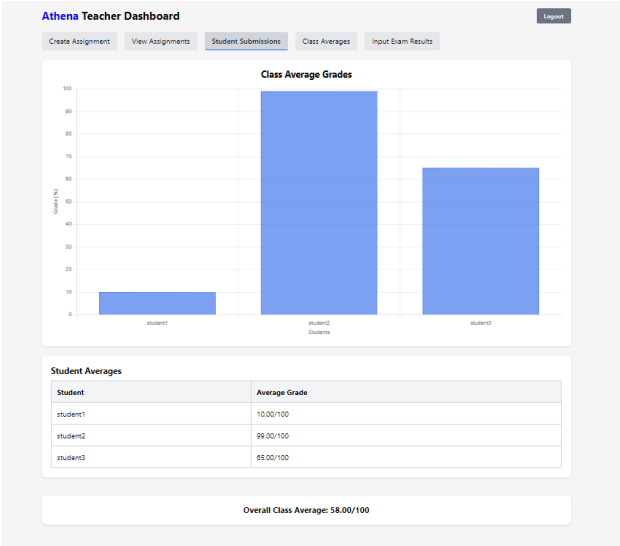 Athena Teacher Dashboard
Logout
Create Assignment
View Assignments
Student Submissions
Class Averages
Input Exam Results
Class Average Grades
100
90
80
70
60
50
40
30
20
10
0
Grade (%)
student1
student2
student3
Students
Student Averages
Student Average Grade
student1 10.00/100
student2 99.00/100
student3 65.00/100
Overall Class Average: 58.00/100